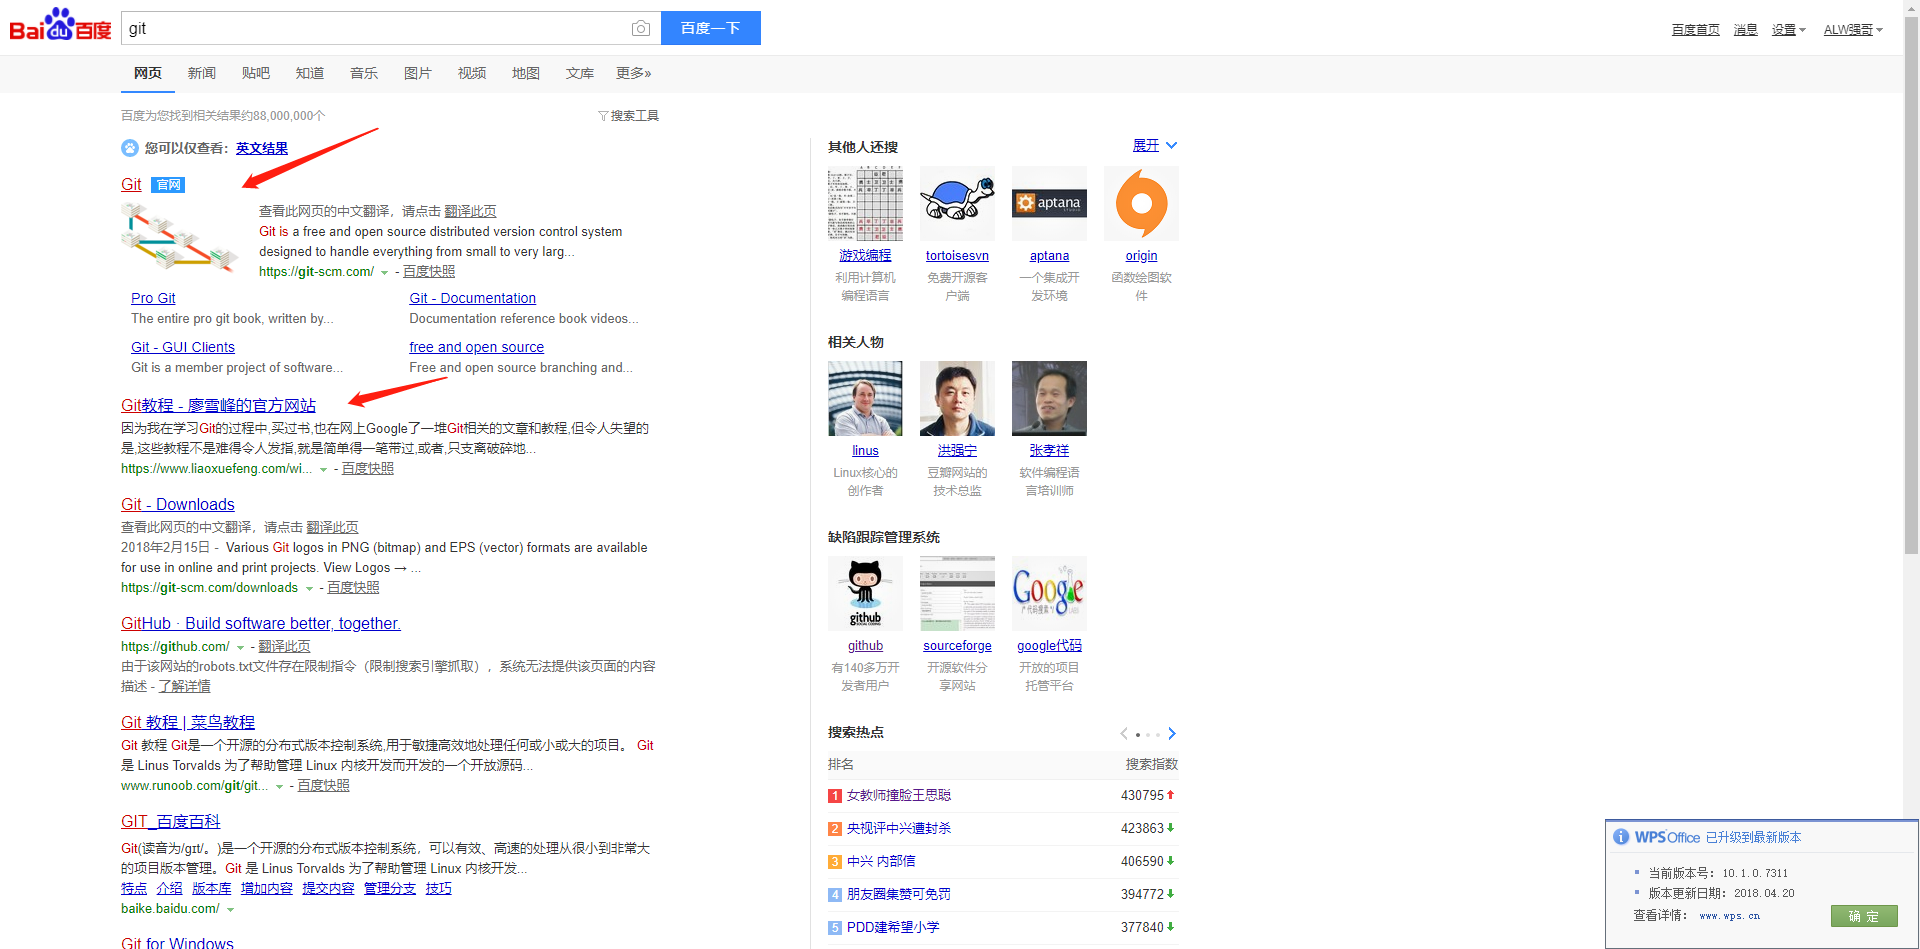 Baidu百度
git
百度一下
百度首页 消息 设置 ALW强哥
网页 新闻 贴吧 知道 音乐 图片 视频 地图 文库 更多»
百度为您找到相关结果约88,000,000个
搜索工具
您可以仅查看：英文结果
Git 官网
查看此网页的中文翻译，请点击 翻译此页
Git is a free and open source distributed version control system
designed to handle everything from small to very larg...
https://git-scm.com/ - 百度快照
Pro Git
The entire pro git book, written by...
Git - Documentation
Documentation reference book videos...
Git - GUI Clients
Git is a member project of software...
free and open source
Free and open source branching and...
Git教程 - 廖雪峰的官方网站
因为我在学习Git的过程中,买过书,也在网上Google了一堆Git相关的文章和教程,但令人失望的
是,这些教程不是难得令人发指,就是简单得一笔带过,或者,只支离破碎地...
https://www.liaoxuefeng.com/wi... - 百度快照
Git - Downloads
查看此网页的中文翻译，请点击 翻译此页
2018年2月15日 - Various Git logos in PNG (bitmap) and EPS (vector) formats are available
for use in online and print projects. View Logos → ...
https://git-scm.com/downloads - 百度快照
GitHub · Build software better, together.
https://github.com/ - 翻译此页
由于该网站的robots.txt文件存在限制指令（限制搜索引擎抓取），系统无法提供该页面的内容
描述 - 了解详情
Git 教程 | 菜鸟教程
Git 教程 Git是一个开源的分布式版本控制系统,用于敏捷高效地处理任何或小或大的项目。 Git
是 Linus Torvalds 为了帮助管理 Linux 内核开发而开发的一个开放源码...
www.runoob.com/git/git... - 百度快照
GIT_百度百科
Git(读音为/gɪt/。)是一个开源的分布式版本控制系统，可以有效、高速的处理从很小到非常大
的项目版本管理。Git 是 Linus Torvalds 为了帮助管理 Linux 内核开发...
特点 介绍 版本库 增加内容 提交内容 管理分支 技巧
baike.baidu.com/
Git for Windows
其他人还搜
展开
aptana
游戏编程
利用计算机
编程语言
tortoisesvn
免费开源客
户端
aptana
一个集成开
发环境
origin
函数绘图软
件
相关人物
linus
Linux核心的
创作者
洪强宁
豆瓣网站的
技术总监
张孝祥
软件编程语
言培训师
缺陷跟踪管理系统
github
SOCIAL CODING
Google
代码搜索
LABS
github
有140多万开
发者用户
sourceforge
开源软件分
享网站
google代码
开放的项目
托管平台
搜索热点
排名 搜索指数
1 女教师撞脸王思聪 430795
2 央视评中兴遭封杀 423863
3 中兴 内部信 406590
4 朋友圈集赞可免罚 394772
5 PDD建希望小学 377840
WPS Office 已升级到最新版本
当前版本号: 10.1.0.7311
版本更新日期: 2018.04.20
查看详情: www.wps.cn
确 定